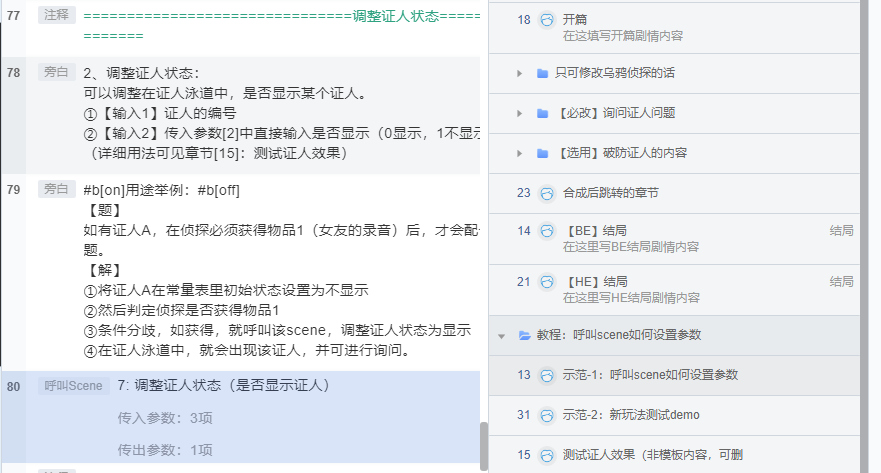 77 注释 ===============================调整证人状态=====
=======
78 旁白 2、调整证人状态：
可以调整在证人泳道中，是否显示某个证人。
①【输入1】证人的编号
②【输入2】传入参数[2]中直接输入是否显示（0显示，1不显示
（详细用法可见章节[15]：测试证人效果）
79 旁白 #b[on]用途举例：#b[off]
【题】
如有证人A，在侦探必须获得物品1（女友的录音）后，才会配
题。
【解】
①将证人A在常量表里初始状态设置为不显示
②然后判定侦探是否获得物品1
③条件分歧，如获得，就呼叫该scene，调整证人状态为显示
④在证人泳道中，就会出现该证人，并可进行询问。
80 呼叫Scene 7: 调整证人状态（是否显示证人）
传入参数：3项
传出参数：1项
18 开篇
在这填写开篇剧情内容
只可修改乌鸦侦探的话
【必改】询问证人问题
【选用】破防证人的内容
23 合成后跳转的章节
14 【BE】结局 结局
在这里写BE结局剧情内容
21 【HE】结局 结局
在这里写HE结局剧情内容
教程：呼叫scene如何设置参数
13 示范-1：呼叫scene如何设置参数
31 示范-2：新玩法测试demo
15 测试证人效果（非模板内容，可删